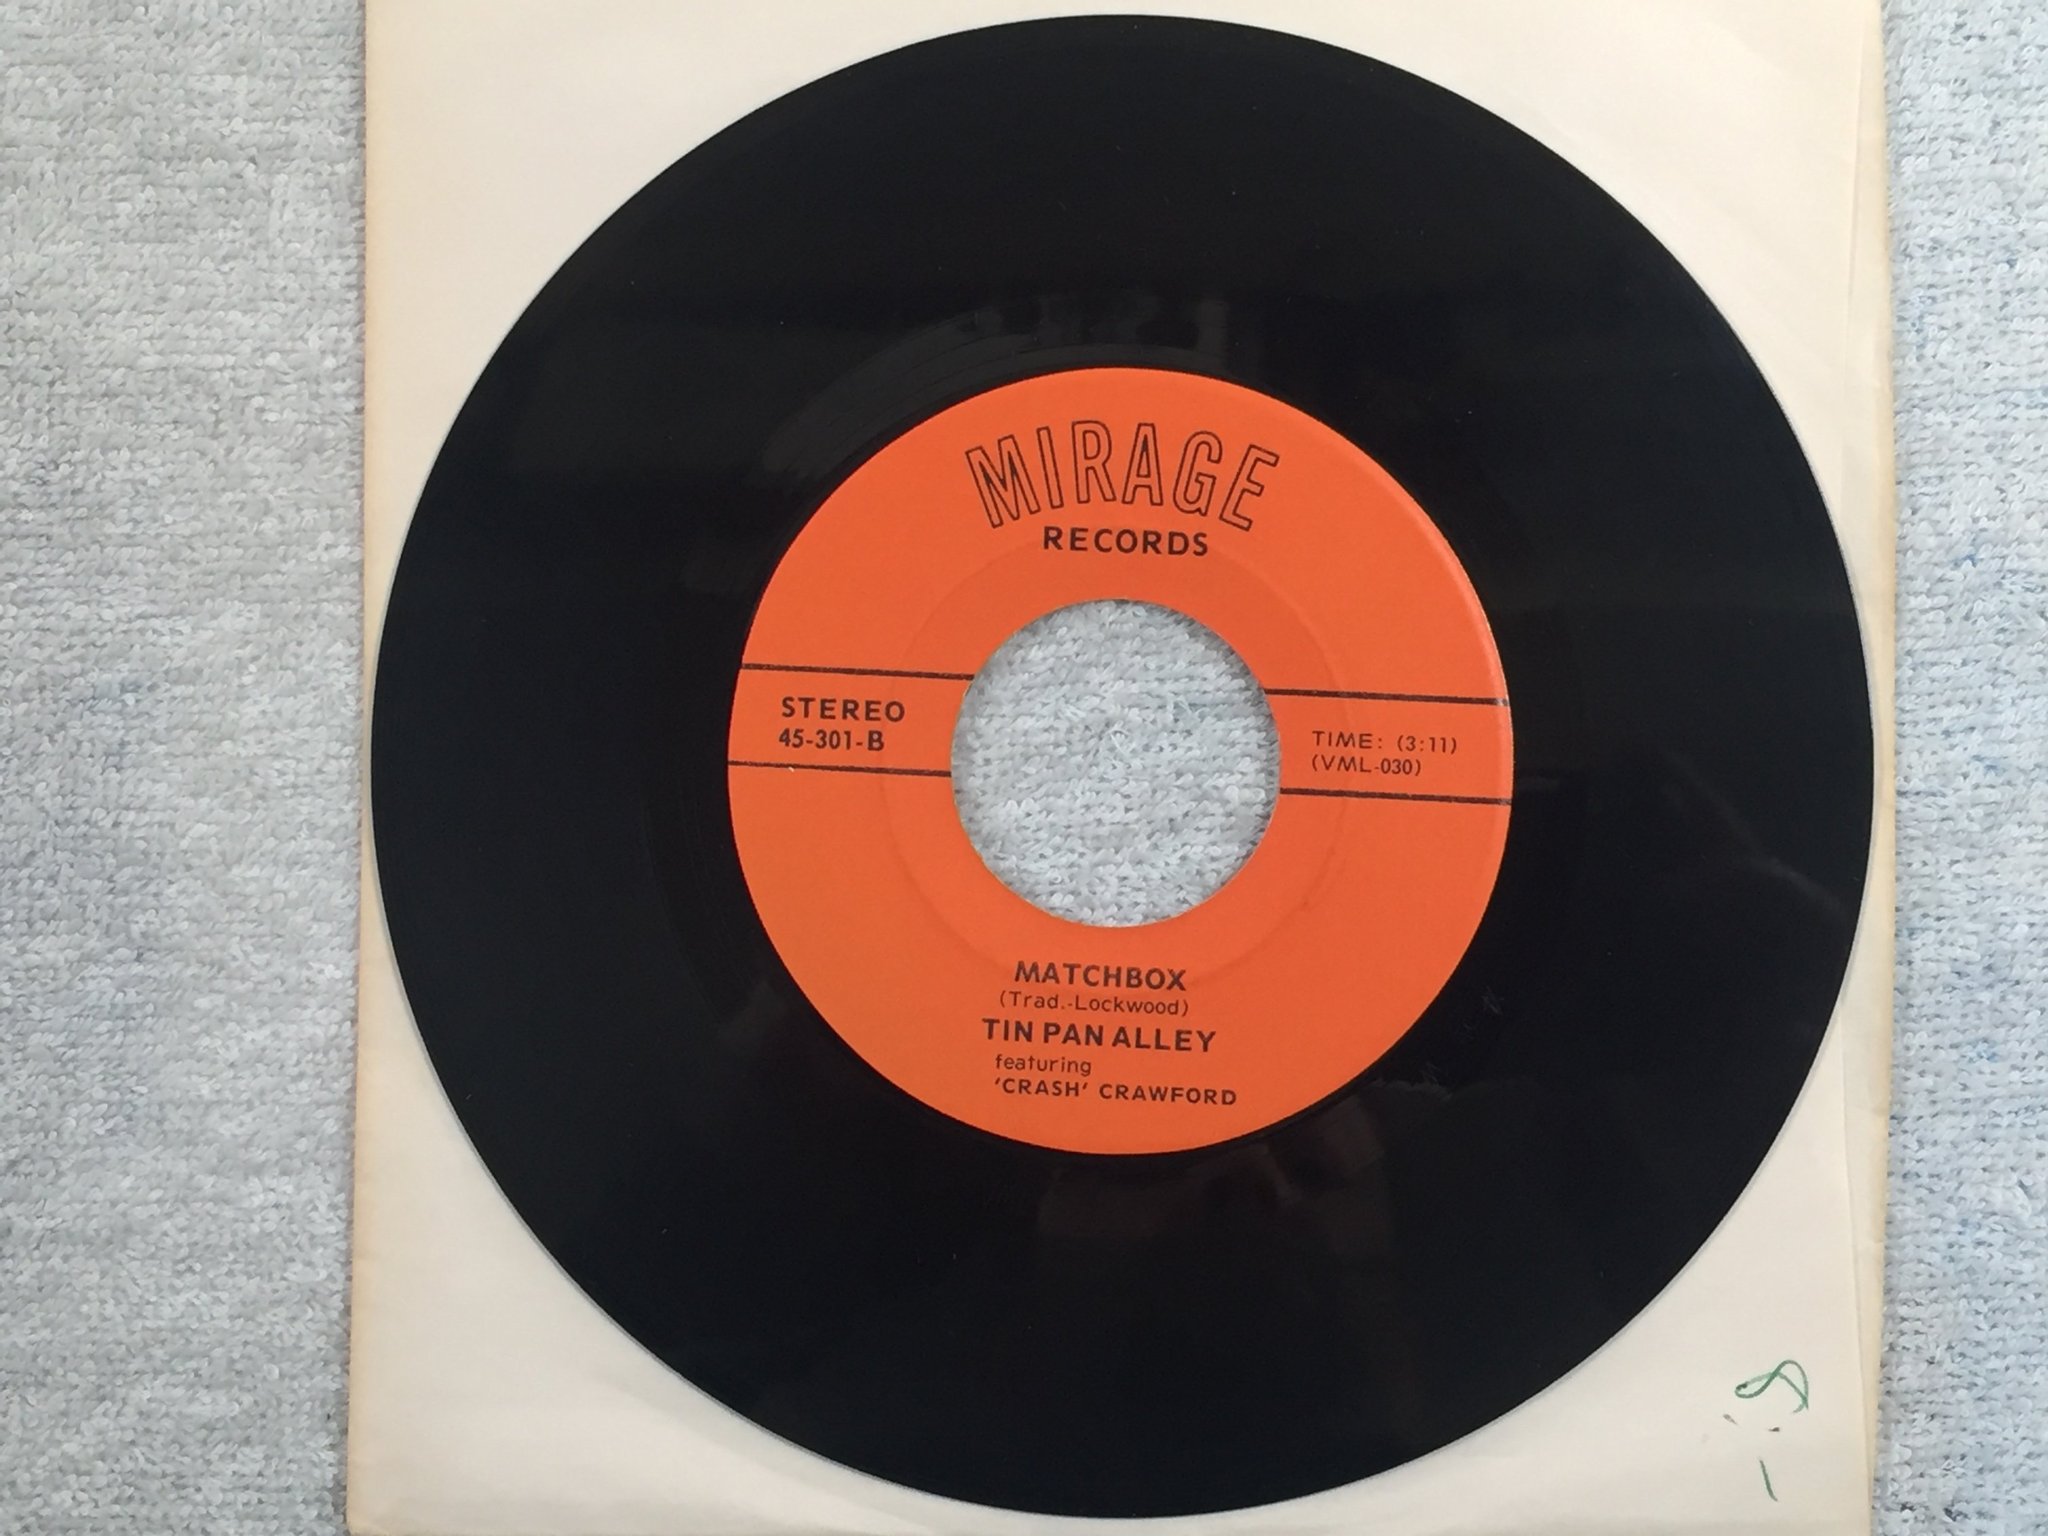 MIRAGE
RECORDS
STEREO
45-301-B
TIME: (3:11)
(VML-030)
MATCHBOX
(Trad.-Lockwood)
TIN PAN ALLEY
featuring
'CRASH' CRAWFORD